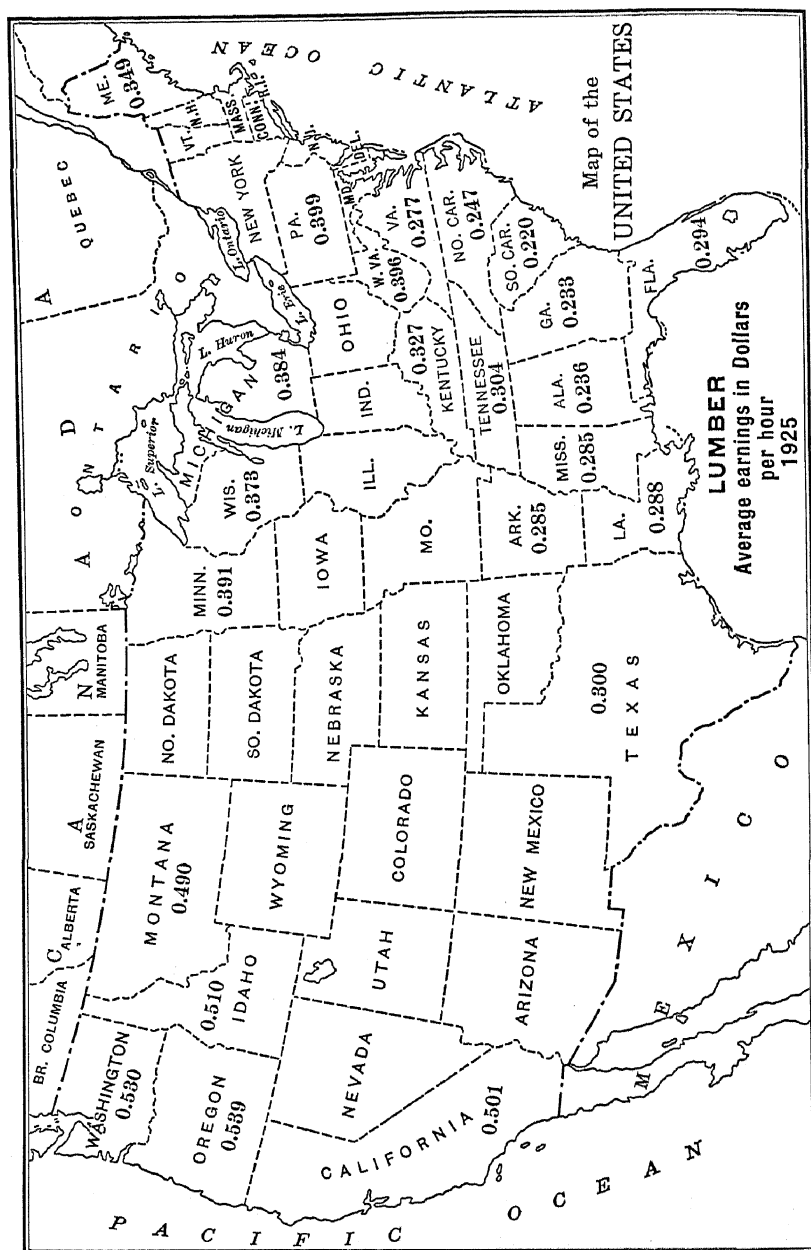 Map of the
UNITED STATES
LUMBER
Average earnings in Dollars
per hour
1925
BR. COLUMBIA
ALBERTA
SASKACHEWAN
MANITOBA
ONTARIO
QUEBEC
CANADA
WASHINGTON
0.530
OREGON
0.539
CALIFORNIA
0.501
NEVADA
IDAHO
0.510
MONTANA
0.490
WYOMING
UTAH
ARIZONA
COLORADO
NEW MEXICO
NO. DAKOTA
SO. DAKOTA
NEBRASKA
KANSAS
OKLAHOMA
TEXAS
0.300
MINN.
0.391
IOWA
MO.
ARK.
0.285
LA.
0.288
WIS.
0.373
ILL.
MICHIGAN
0.384
IND.
OHIO
KENTUCKY
0.327
TENNESSEE
0.304
MISS.
0.285
ALA.
0.236
GA.
0.233
FLA.
0.294
SO. CAR.
0.220
NO. CAR.
0.247
VA.
0.277
W. VA.
0.396
PA.
0.399
NEW YORK
VT.
N.H.
ME.
0.349
MASS.
CONN.
R.I.
N.J.
DEL.
MD.
L. Superior
L. Michigan
L. Huron
L. Erie
L. Ontario
PACIFIC OCEAN
ATLANTIC OCEAN
MEXICO